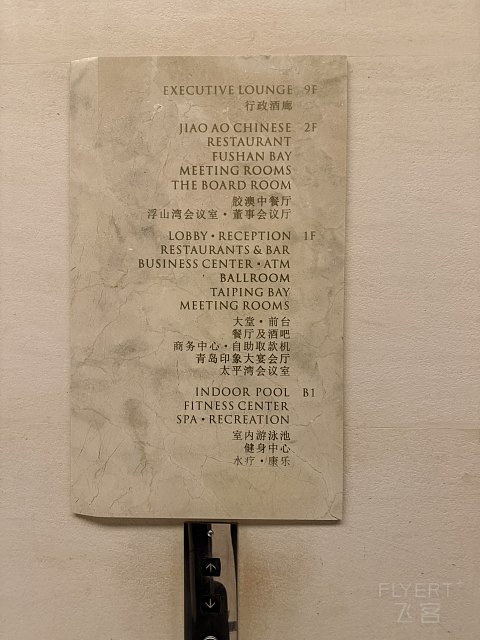 EXECUTIVE LOUNGE 9F
行政酒廊
JIAO AO CHINESE 2F
RESTAURANT
FUSHAN BAY
MEETING ROOMS
THE BOARD ROOM
胶澳中餐厅
浮山湾会议室·董事会议厅
LOBBY·RECEPTION 1F
RESTAURANTS & BAR
BUSINESS CENTER·ATM
BALLROOM
TAIPING BAY
MEETING ROOMS
大堂·前台
餐厅及酒吧
商务中心·自助取款机
青岛印象大宴会厅
太平湾会议室
INDOOR POOL B1
FITNESS CENTER
SPA·RECREATION
室内游泳池
健身中心
水疗·康乐
FLYERT
飞客